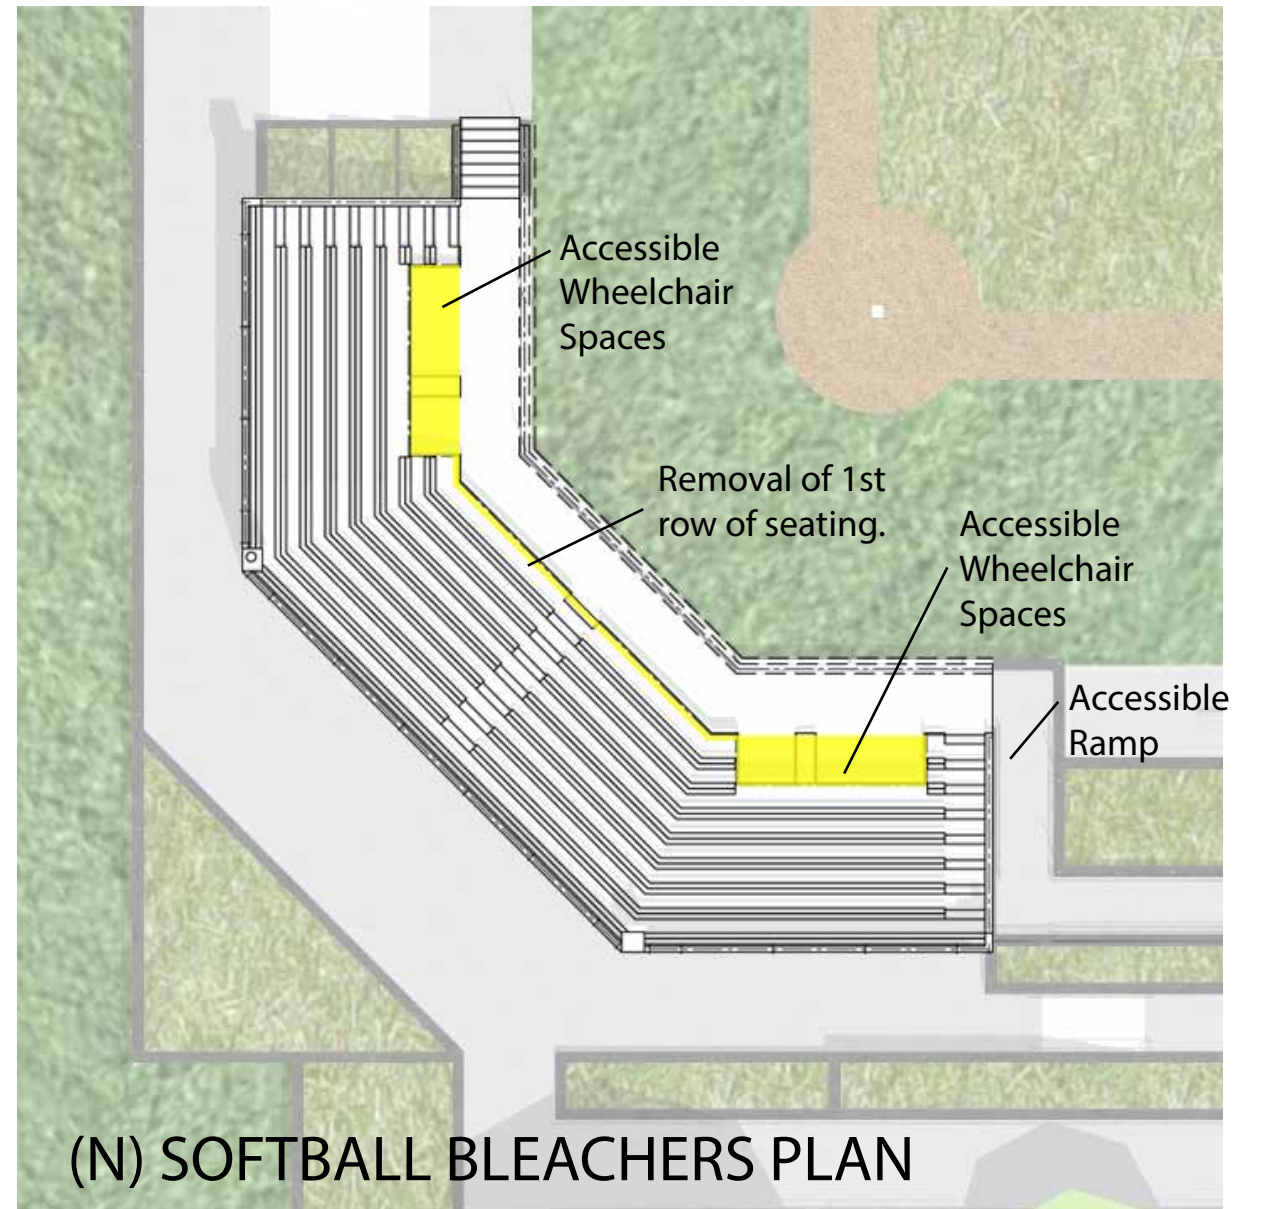 Accessible
Wheelchair
Spaces
Removal of 1st
row of seating.
Accessible
Wheelchair
Spaces
Accessible
Ramp
(N) SOFTBALL BLEACHERS PLAN